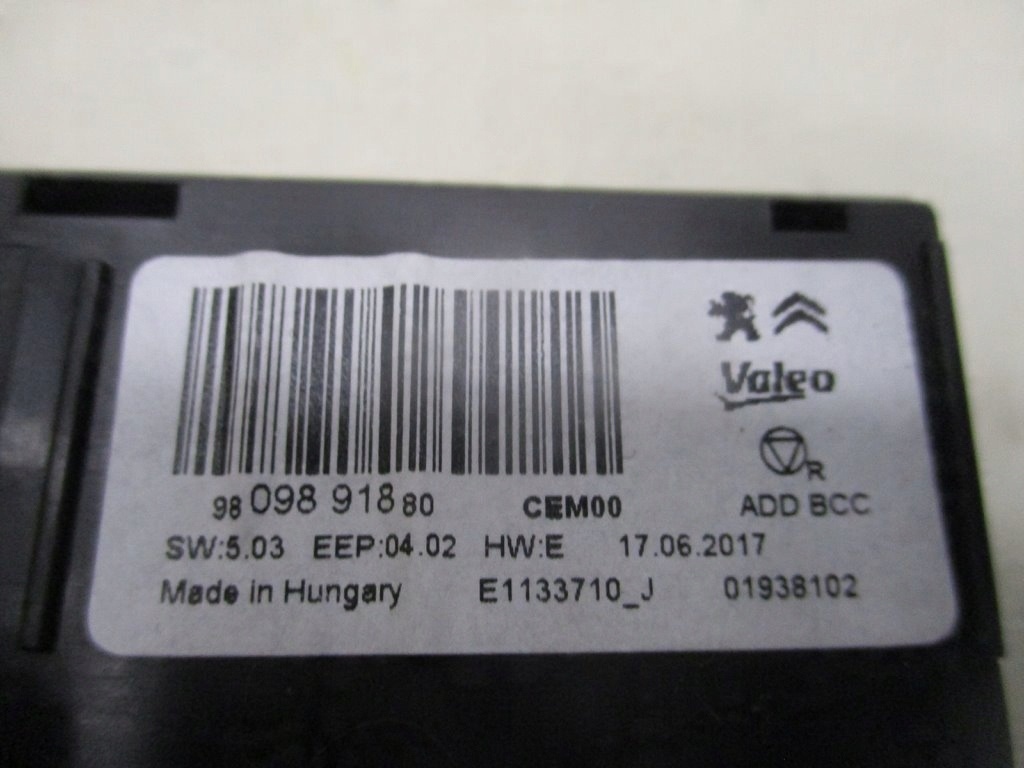 Valeo
R
98 098 918 80 CEM00 ADD BCC
SW:5.03 EEP:04.02 HW:E 17.06.2017
Made in Hungary E1133710_J 01938102